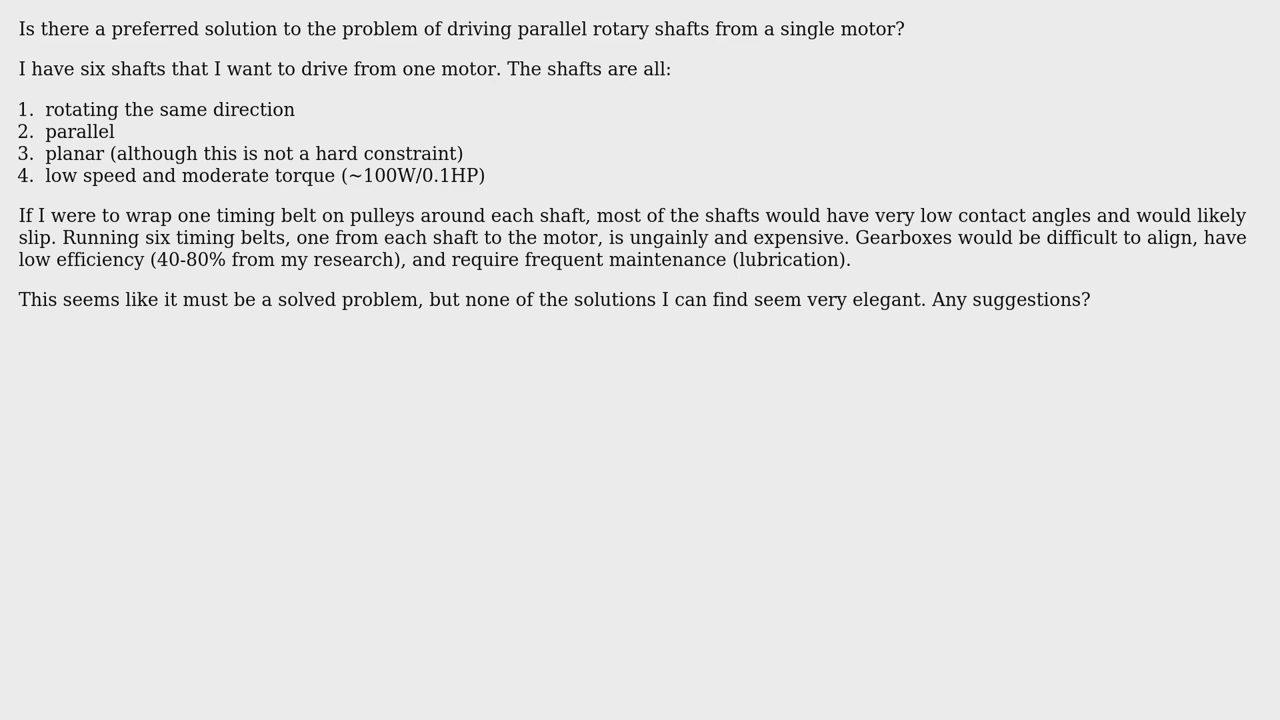 Is there a preferred solution to the problem of driving parallel rotary shafts from a single motor?
I have six shafts that I want to drive from one motor. The shafts are all:
1. rotating the same direction
2. parallel
3. planar (although this is not a hard constraint)
4. low speed and moderate torque (~100W/0.1HP)
If I were to wrap one timing belt on pulleys around each shaft, most of the shafts would have very low contact angles and would likely
slip. Running six timing belts, one from each shaft to the motor, is ungainly and expensive. Gearboxes would be difficult to align, have
low efficiency (40-80% from my research), and require frequent maintenance (lubrication).
This seems like it must be a solved problem, but none of the solutions I can find seem very elegant. Any suggestions?